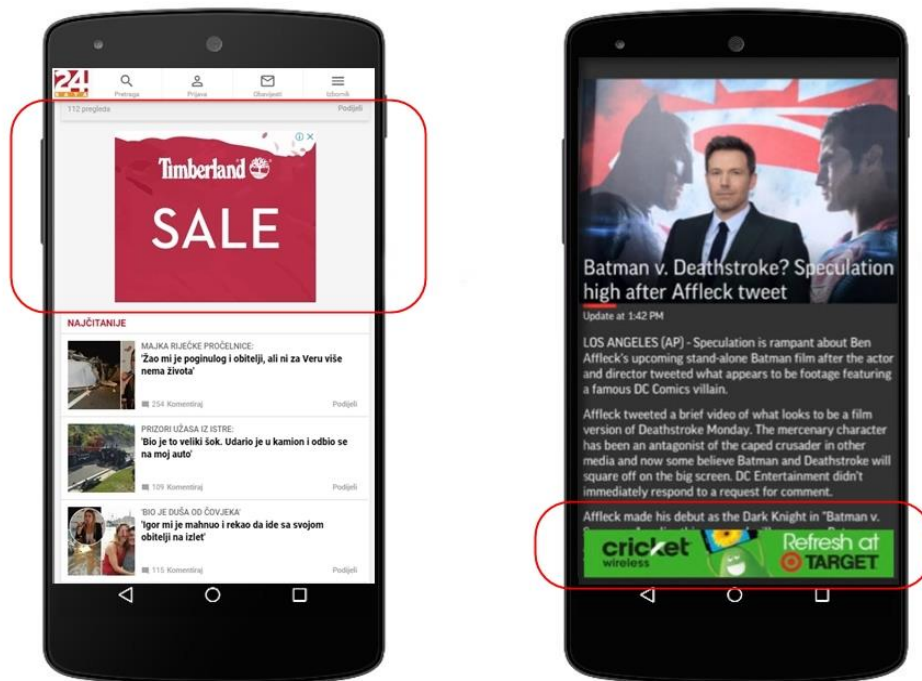 24
SATA
Pretraga
Prijava
Obavijesti
Izbornik
112 pregleda
Podijeli
Timberland
SALE
NAJČITANIJE
MAJKA RIJEČKE PROČELNICE:
'Žao mi je poginulog i obitelji, ali ni za Veru više
nema života'
254 Komentiraj
Podijeli
PRIZORI UŽASA IZ ISTRE:
'Bio je to veliki šok. Udario je u kamion i odbio se
na moj auto'
109 Komentiraj
Podijeli
'BIO JE DUŠA OD ČOVJEKA'
'Igor mi je mahnuo i rekao da ide sa svojom
obitelji na izlet'
115 Komentiraj
Podijeli
Batman v. Deathstroke? Speculation
high after Affleck tweet
Update at 1:42 PM
LOS ANGELES (AP) - Speculation is rampant about Ben
Affleck's upcoming stand-alone Batman film after the actor
and director tweeted what appears to be footage featuring
a famous DC Comics villain.
Affleck tweeted a brief video of what looks to be a film
version of Deathstroke Monday. The mercenary character
has been an antagonist of the caped crusader in other
media and now some believe Batman and Deathstroke will
square off on the big screen. DC Entertainment didn't
immediately respond to a request for comment.
Affleck made his debut as the Dark Knight in "Batman v.
cricket
wireless
Refresh at
TARGET